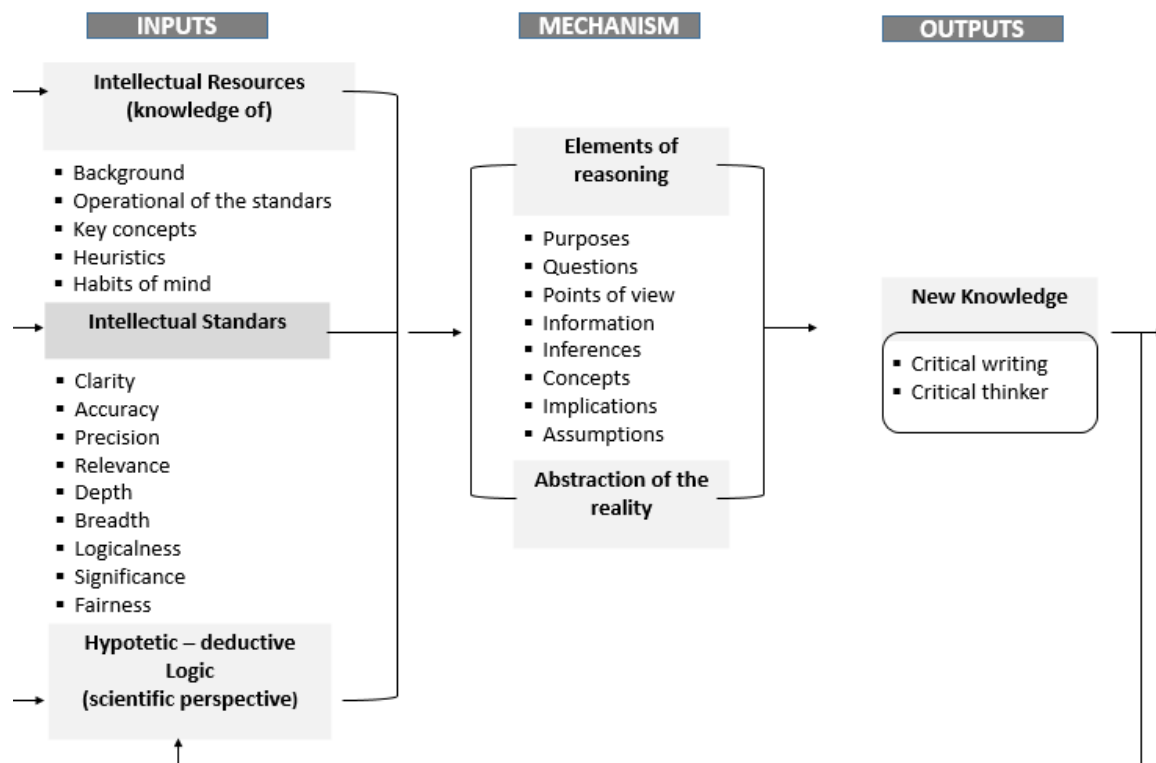 INPUTS
MECHANISM
OUTPUTS
Intellectual Resources
(knowledge of)
▪ Background
▪ Operational of the standars
▪ Key concepts
▪ Heuristics
▪ Habits of mind
Intellectual Standars
▪ Clarity
▪ Accuracy
▪ Precision
▪ Relevance
▪ Depth
▪ Breadth
▪ Logicalness
▪ Significance
▪ Fairness
Hypotetic – deductive
Logic
(scientific perspective)
Elements of
reasoning
▪ Purposes
▪ Questions
▪ Points of view
▪ Information
▪ Inferences
▪ Concepts
▪ Implications
▪ Assumptions
Abstraction of the
reality
New Knowledge
▪ Critical writing
▪ Critical thinker